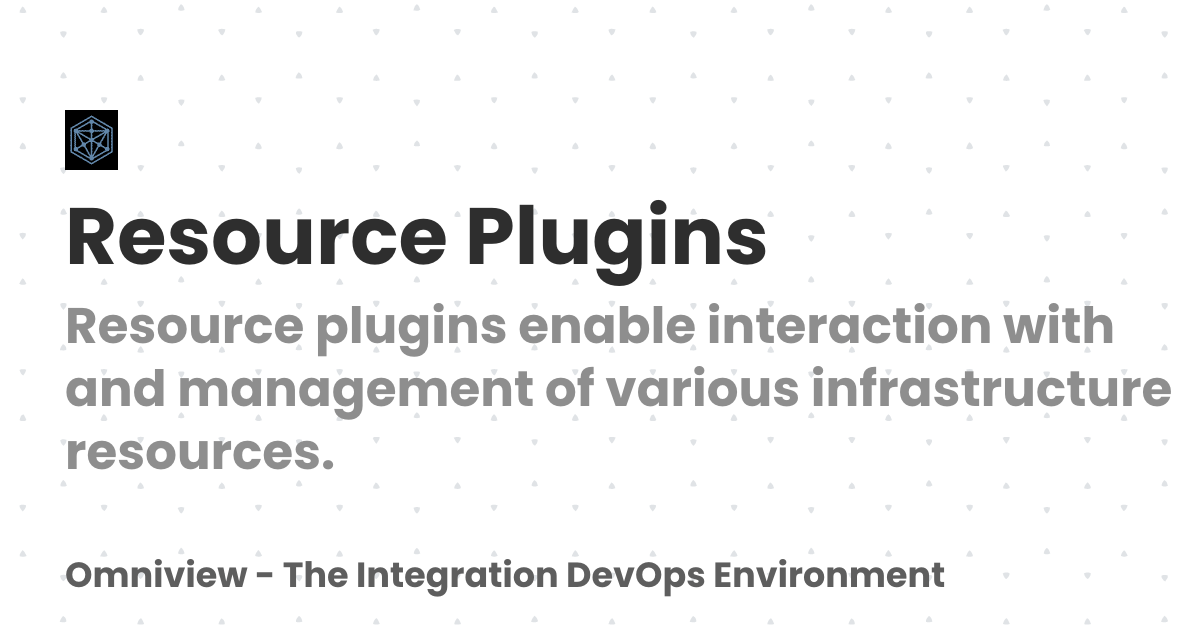 Resource Plugins
Resource plugins enable interaction with
and management of various infrastructure
resources.
Omniview - The Integration DevOps Environment